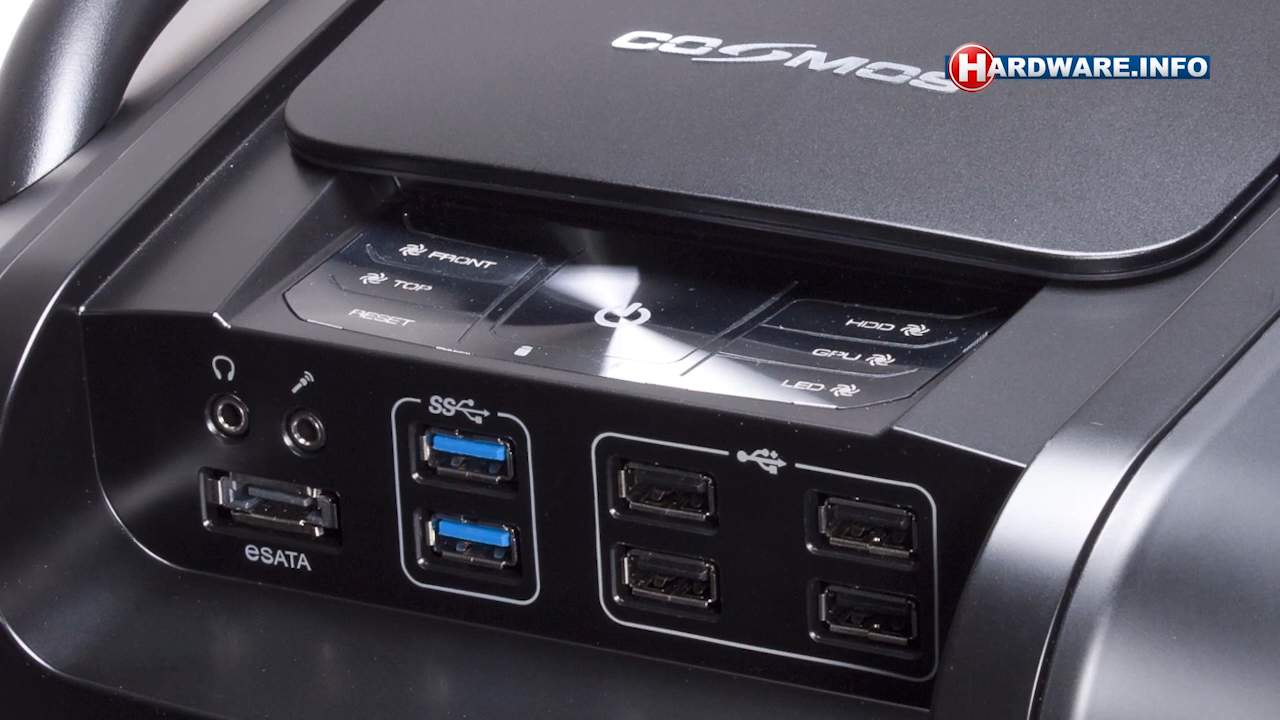 COSMOS
HARDWARE.INFO
FRONT
TOP
RESET
HDD
GPU
LED
SS
eSATA